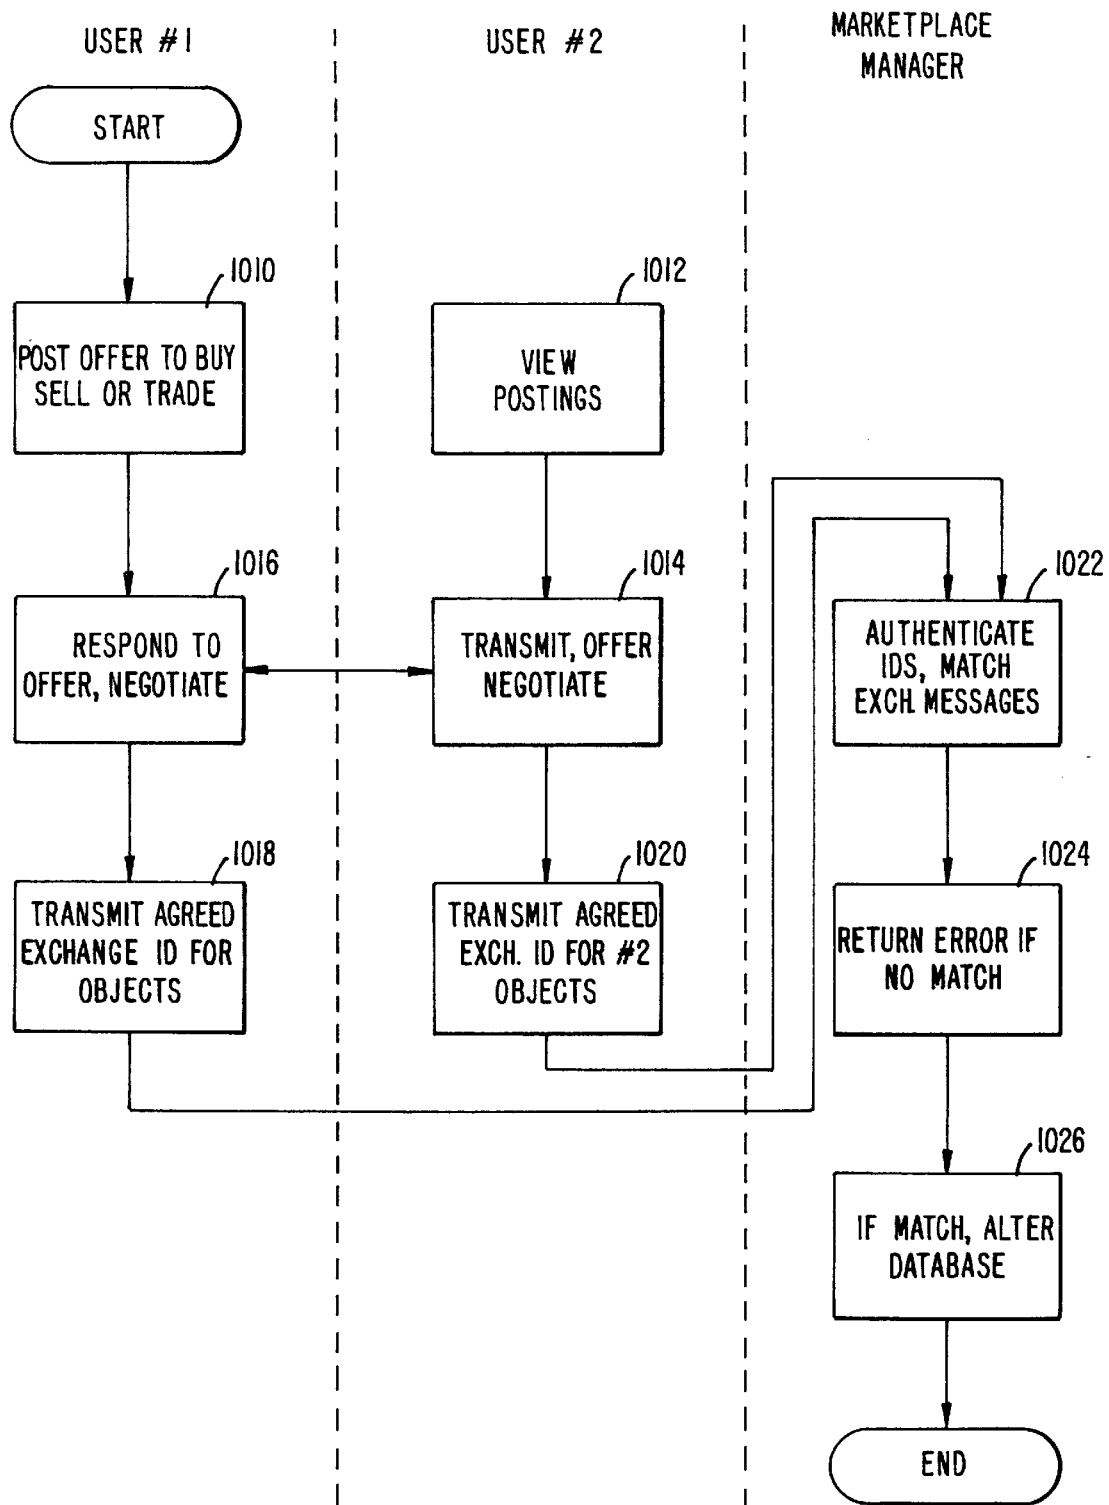 USER #1
USER #2
MARKETPLACE
MANAGER
START
1010
POST OFFER TO BUY
SELL OR TRADE
1012
VIEW
POSTINGS
1016
RESPOND TO
OFFER, NEGOTIATE
1014
TRANSMIT, OFFER
NEGOTIATE
1022
AUTHENTICATE
IDS, MATCH
EXCH. MESSAGES
1018
TRANSMIT AGREED
EXCHANGE ID FOR
OBJECTS
1020
TRANSMIT AGREED
EXCH. ID FOR #2
OBJECTS
1024
RETURN ERROR IF
NO MATCH
1026
IF MATCH, ALTER
DATABASE
END